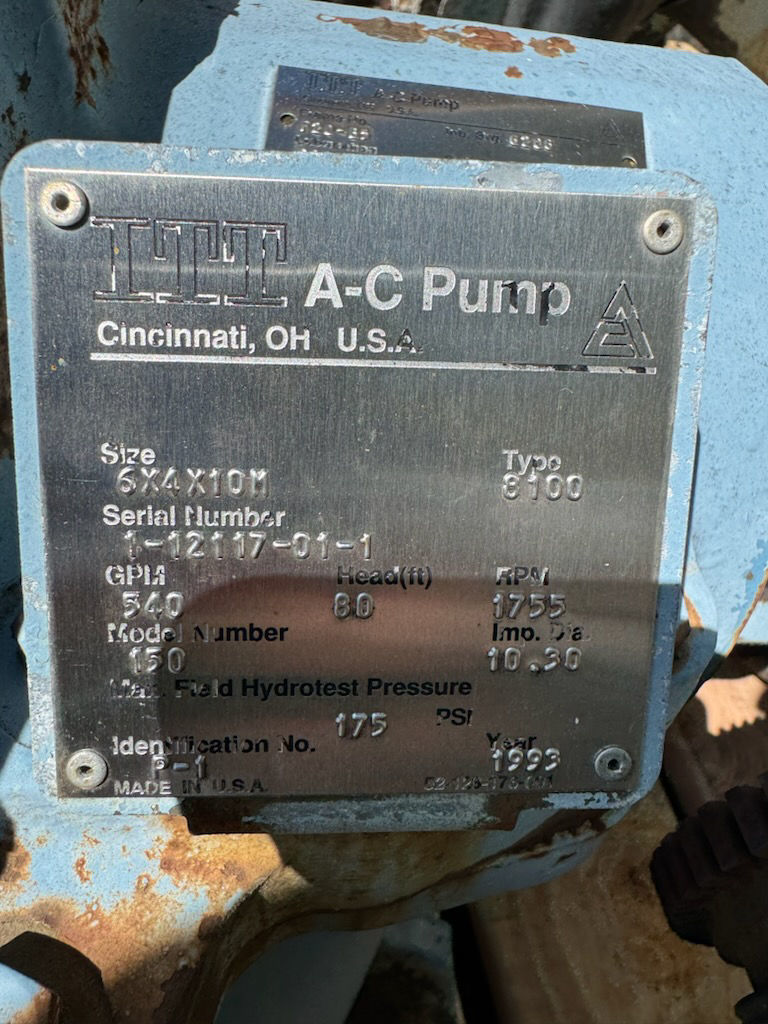 ITT A-C Pump
U.S.A.
6206
ITT A-C Pump
Cincinnati, OH U.S.A.
Size Type
6X4X10M 8100
Serial Number
1-12117-01-1
GPM Head(ft) RPM
540 80 1755
Model Number Imp. Dia.
150 10.30
Max. Field Hydrotest Pressure
175 PSI
Identification No. Year
P-1 1993
MADE IN U.S.A.